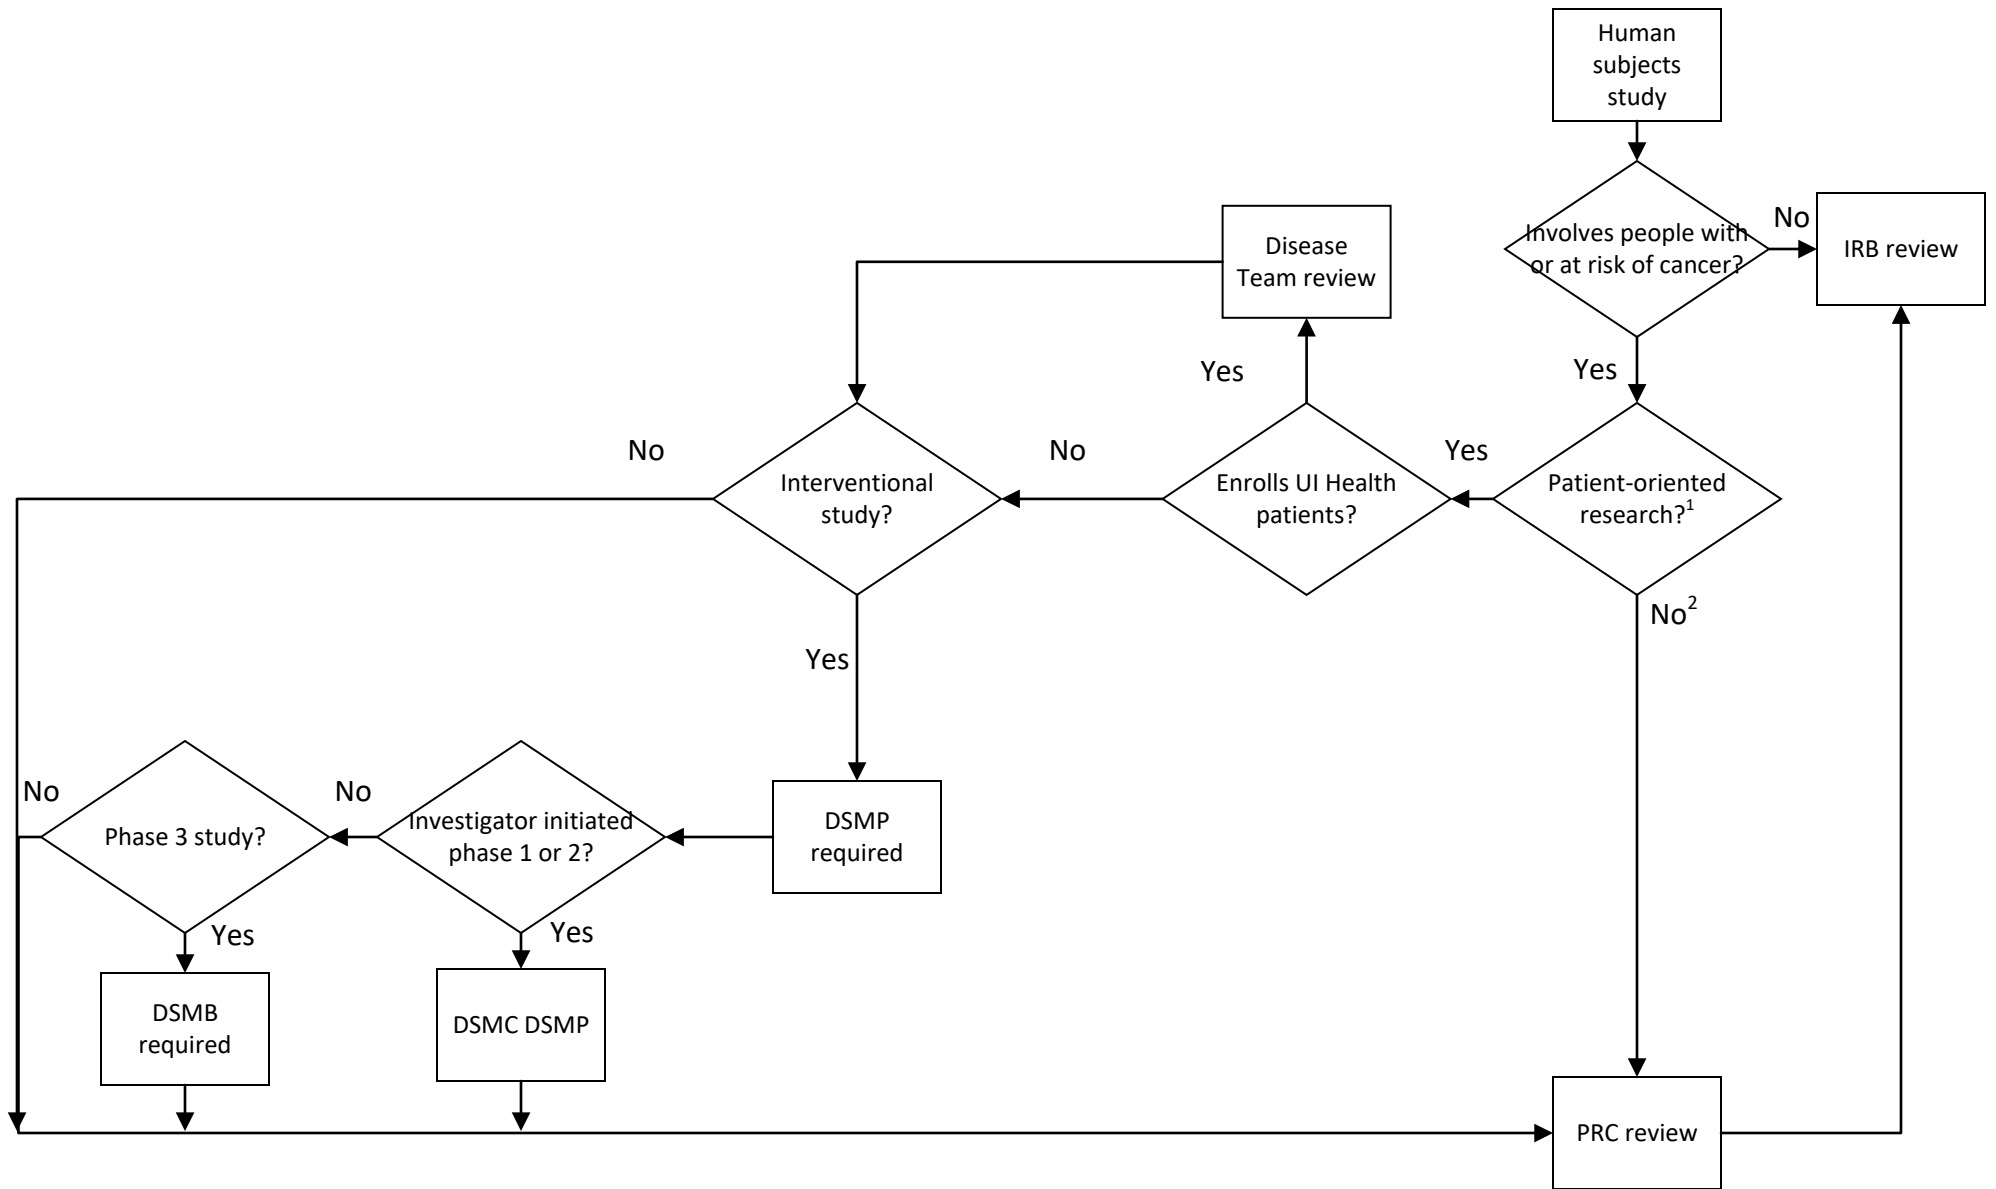 Human
subjects
study
Involves people with
or at risk of cancer?
No
IRB review
Yes
Patient-oriented
research?1
No2
Yes
Enrolls UI Health
patients?
Yes
Disease
Team review
No
Interventional
study?
No
Yes
DSMP
required
Investigator initiated
phase 1 or 2?
No
Yes
DSMC DSMP
Phase 3 study?
No
Yes
DSMB
required
PRC review